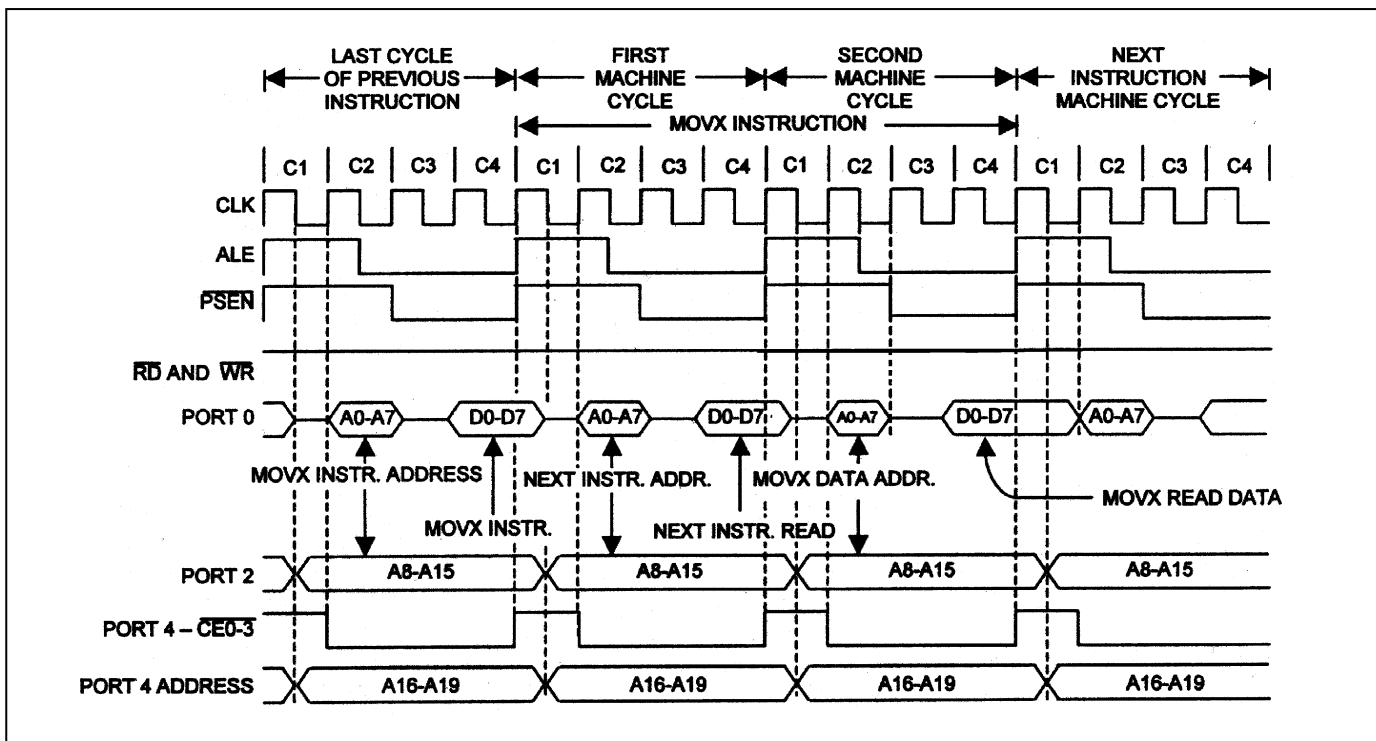 LAST CYCLE
OF PREVIOUS
INSTRUCTION
FIRST
MACHINE
CYCLE
SECOND
MACHINE
CYCLE
NEXT
INSTRUCTION
MACHINE CYCLE
MOVX INSTRUCTION
C1 C2 C3 C4 C1 C2 C3 C4 C1 C2 C3 C4 C1 C2 C3 C4
CLK
ALE
PSEN
RD AND WR
PORT 0 A0-A7 D0-D7 A0-A7 D0-D7 A0-A7 D0-D7 A0-A7
MOVX INSTR. ADDRESS NEXT INSTR. ADDR. MOVX DATA ADDR.
MOVX READ DATA
MOVX INSTR. NEXT INSTR. READ
PORT 2 A8-A15 A8-A15 A8-A15 A8-A15
PORT 4 – CE0-3
PORT 4 ADDRESS A16-A19 A16-A19 A16-A19 A16-A19